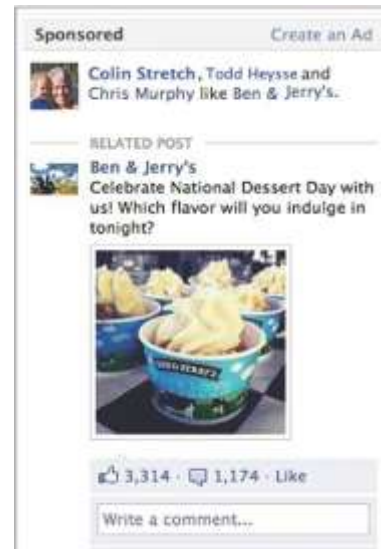 Sponsored Create an Ad
Colin Stretch, Todd Heysse and
Chris Murphy like Ben & Jerry's.
RELATED POST
Ben & Jerry's
Celebrate National Dessert Day with
us! Which flavor will you indulge in
tonight?
BEN & JERRY'S
3,314 · 1,174 · Like
Write a comment...